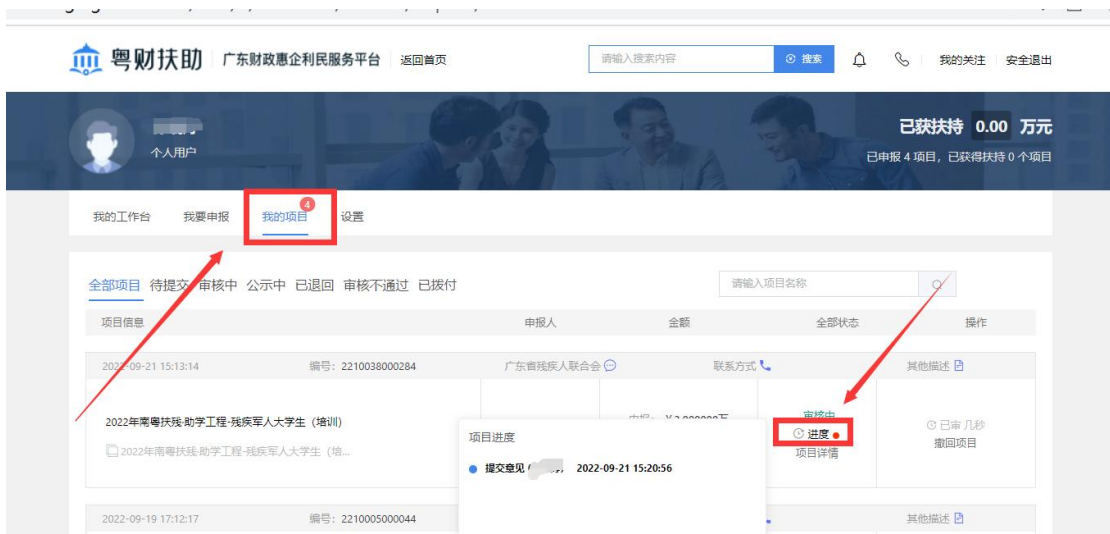 粤财扶助 广东财政惠企利民服务平台 返回首页 请输入搜索内容 搜索 我的关注 安全退出
个人用户
已获扶持 0.00 万元
已申报 4 项目，已获得扶持 0 个项目
我的工作台 我要申报 我的项目 4 设置
全部项目 待提交 审核中 公示中 已退回 审核不通过 已拨付 请输入项目名称
项目信息 申报人 金额 全部状态 操作
2022-09-21 15:13:14 编号：2210038000284 广东省残疾人联合会 联系方式 其他描述
2022年南粤扶残·助学工程-残疾军人大学生（培训）
2022年南粤扶残·助学工程-残疾军人大学生（培...
审核中
进度
项目详情
已审 几秒
撤回项目
项目进度
提交意见 2022-09-21 15:20:56
2022-09-19 17:12:17 编号：2210005000044 其他描述